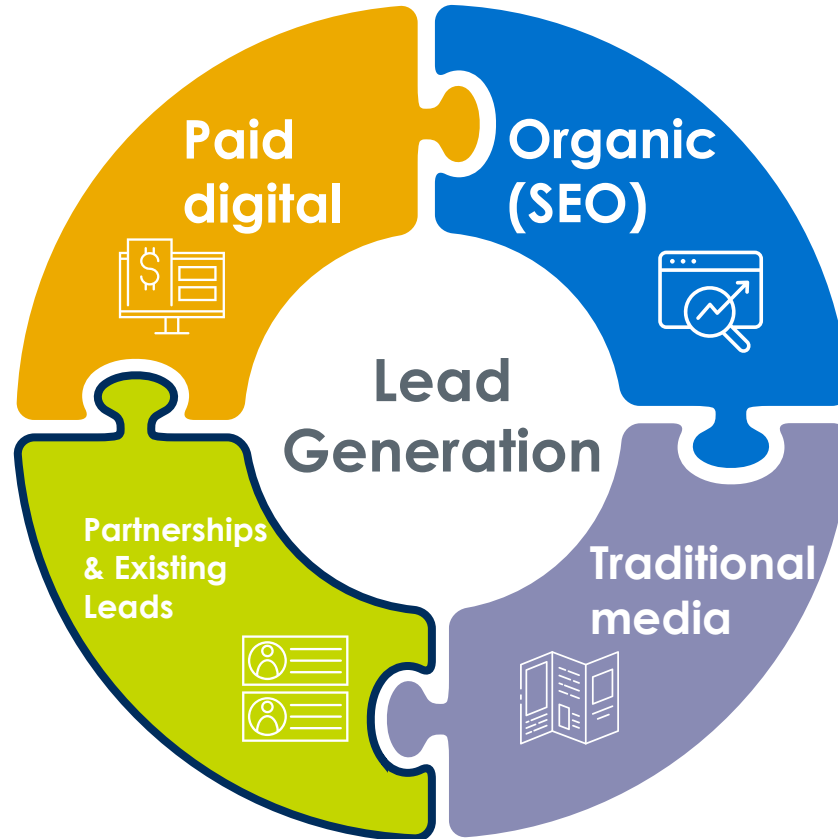 Paid
digital
Organic
(SEO)
Lead
Generation
Partnerships
& Existing
Leads
Traditional
media
$